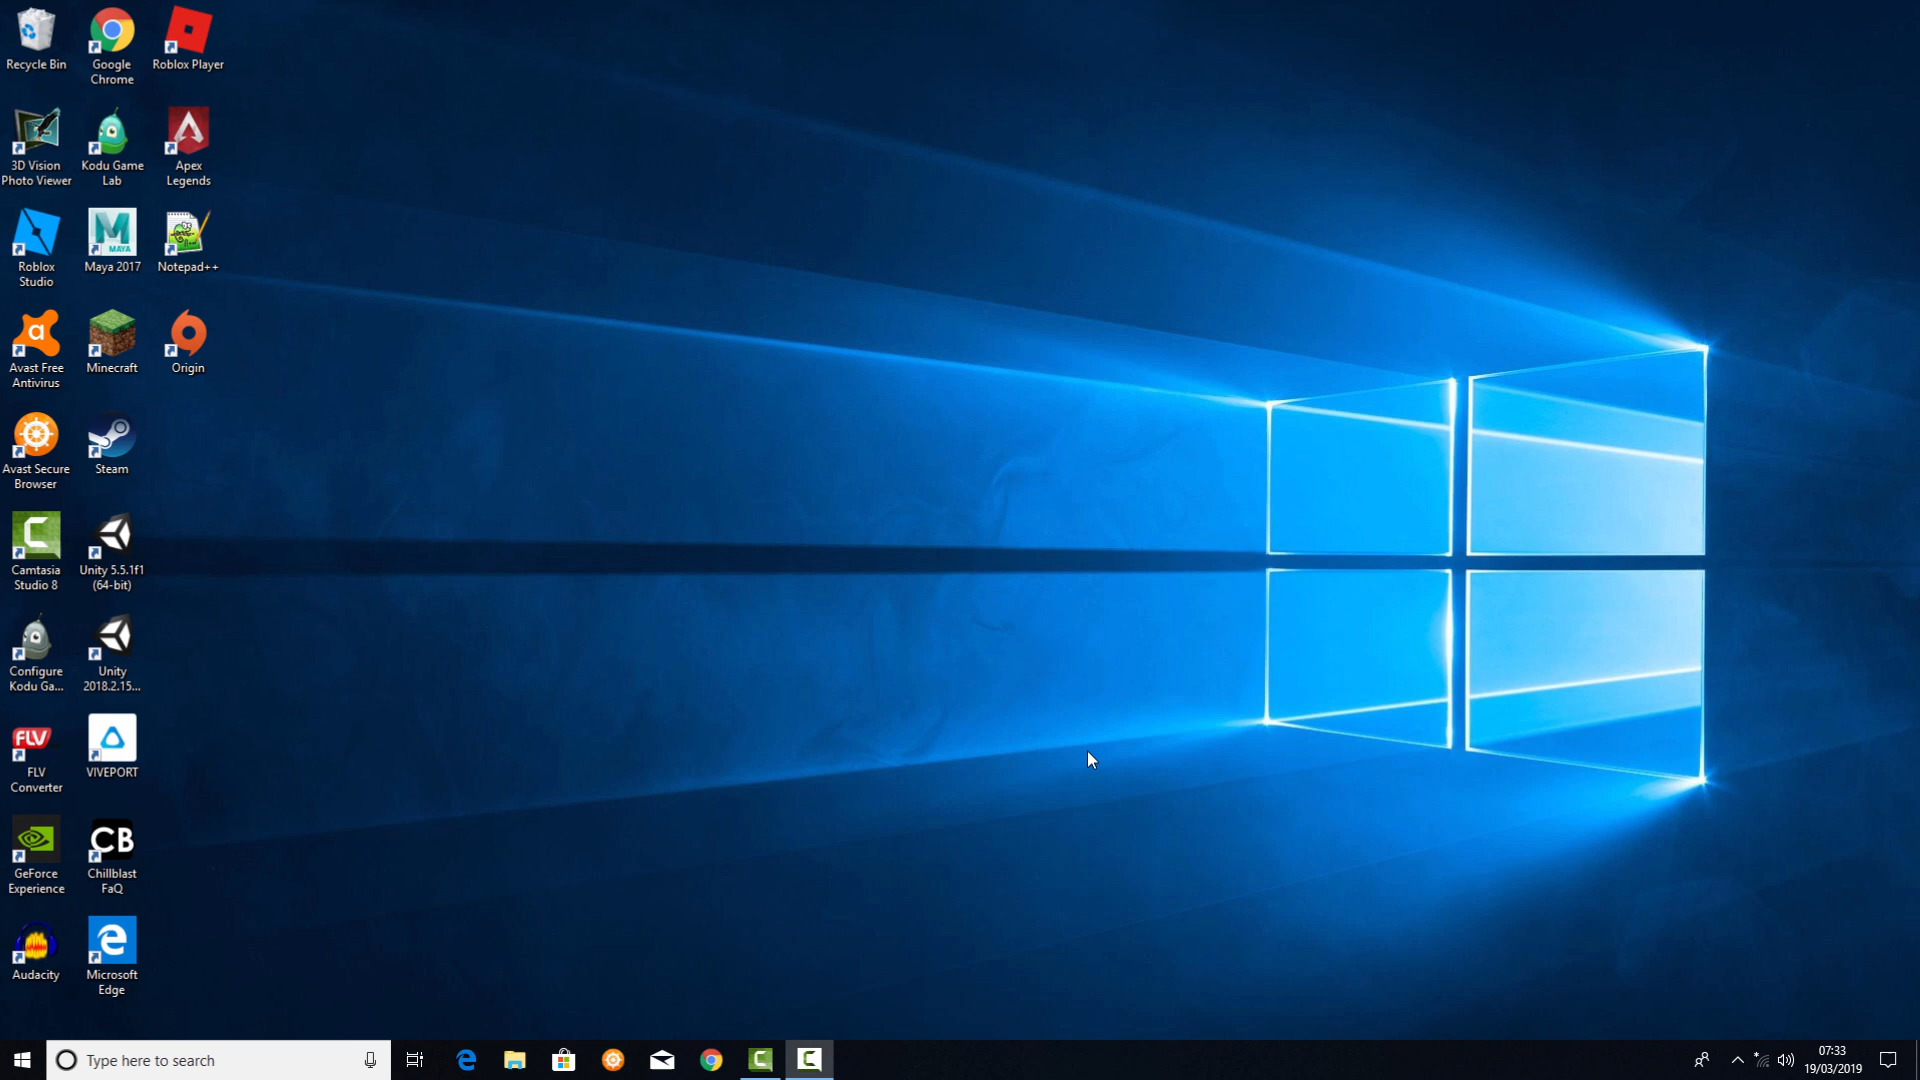 Recycle Bin
Google
Chrome
Roblox Player
3D Vision
Photo Viewer
Kodu Game
Lab
Apex
Legends
Roblox
Studio
MAYA
Maya 2017
Notepad++
Avast Free
Antivirus
Minecraft
Origin
Avast Secure
Browser
Steam
Camtasia
Studio 8
Unity 5.5.1f1
(64-bit)
Configure
Kodu Ga...
Unity
2018.2.15...
FLV
FLV
Converter
VIVEPORT
GeForce
Experience
CB
Chillblast
FaQ
Audacity
Microsoft
Edge
Type here to search
07:33
19/03/2019